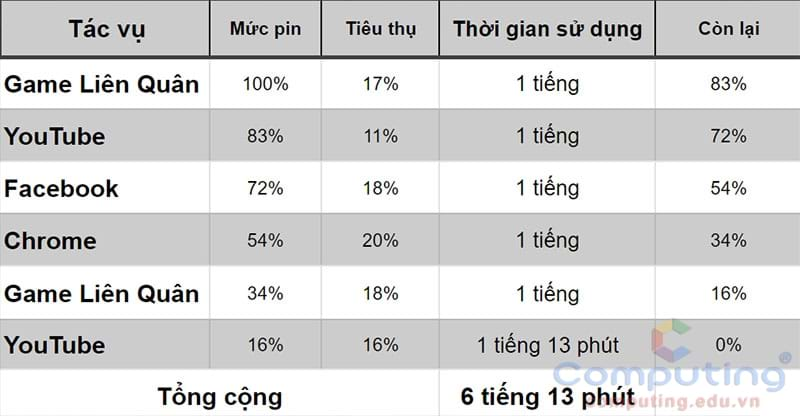 Tác vụ Mức pin Tiêu thụ Thời gian sử dụng Còn lại
Game Liên Quân 100% 17% 1 tiếng 83%
YouTube 83% 11% 1 tiếng 72%
Facebook 72% 18% 1 tiếng 54%
Chrome 54% 20% 1 tiếng 34%
Game Liên Quân 34% 18% 1 tiếng 16%
YouTube 16% 16% 1 tiếng 13 phút 0%
Tổng cộng 6 tiếng 13 phút
Computing®
computing.edu.vn